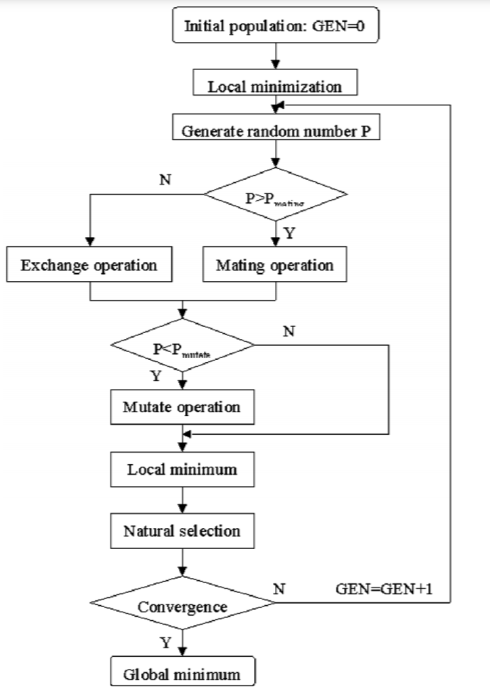 Initial population: GEN=0
Local minimization
Generate random number P
N
P>Pmating
Y
Exchange operation
Mating operation
N
P<Pmutate
Y
Mutate operation
Local minimum
Natural selection
N
GEN=GEN+1
Convergence
Y
Global minimum